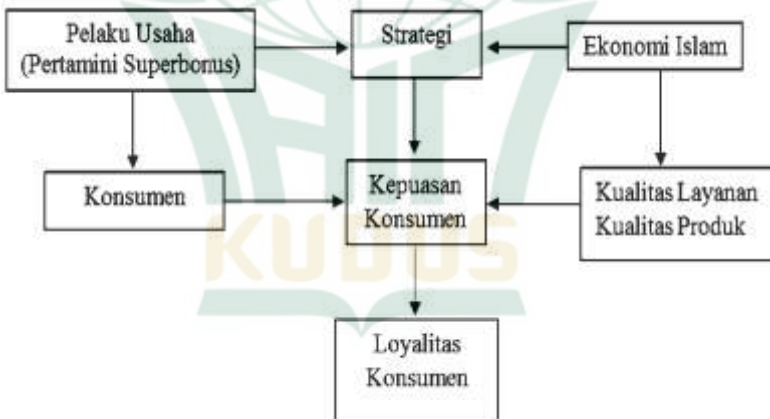 Pelaku Usaha
(Pertamini Superbonus)
Strategi
Ekonomi Islam
Konsumen
Kepuasan
Konsumen
Kualitas Layanan
Kualitas Produk
KUDUS
Loyalitas
Konsumen